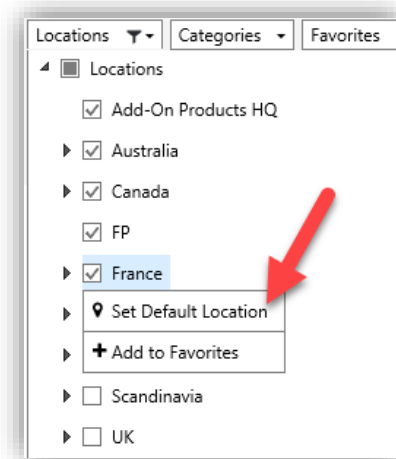 Locations Categories Favorites
Locations
Add-On Products HQ
Australia
Canada
FP
France
Set Default Location
Add to Favorites
Scandinavia
UK